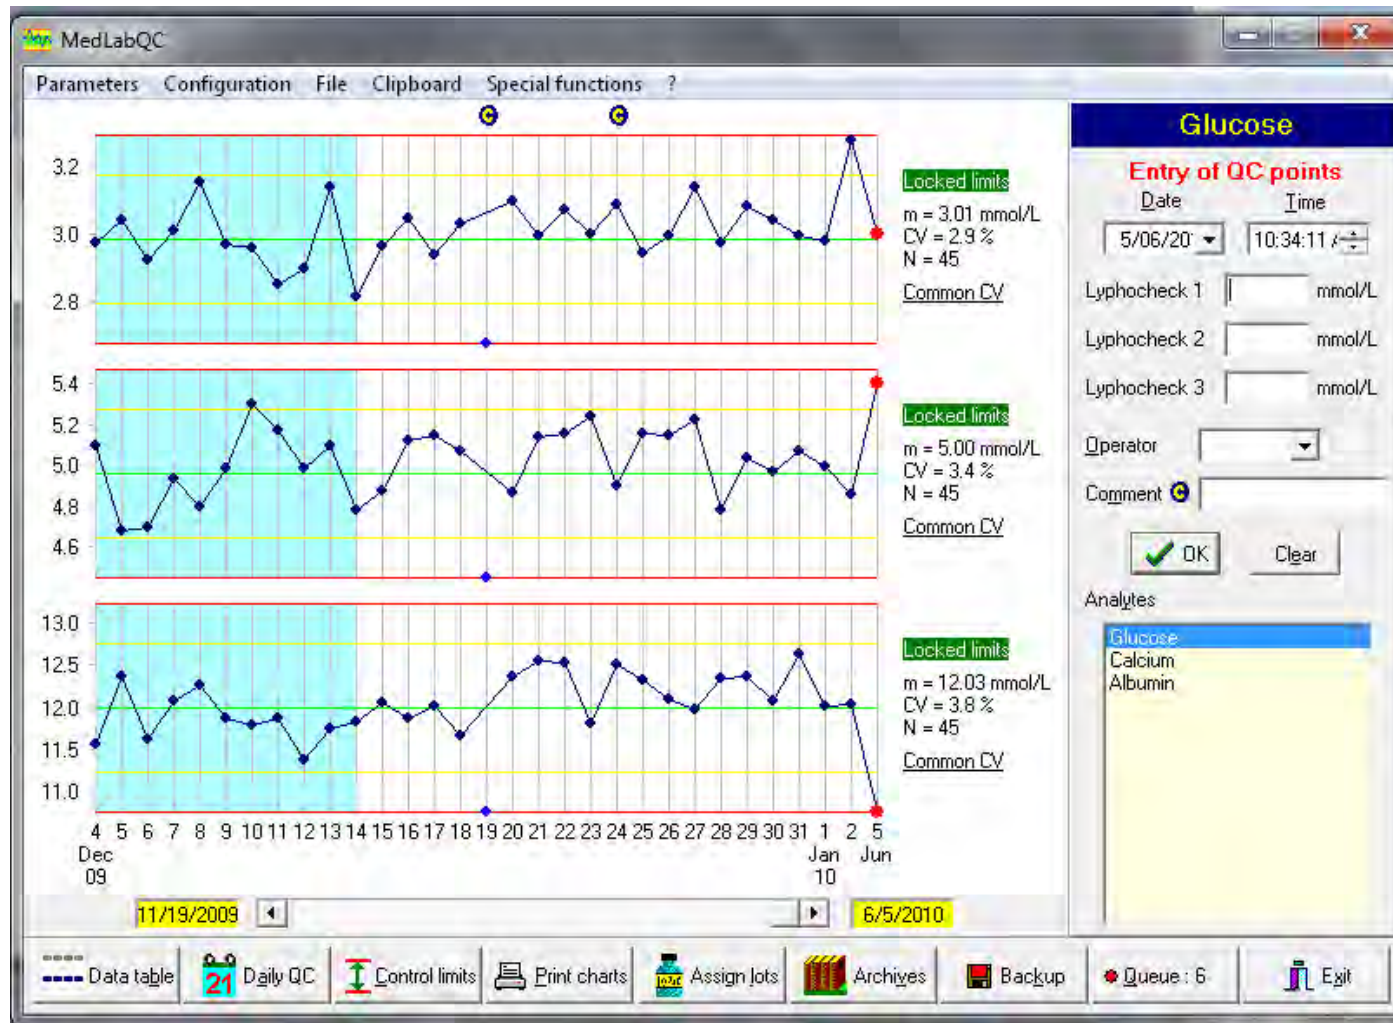 MedLabQC
Parameters Configuration File Clipboard Special functions ?
C C
3.2
3.0
2.8
Locked limits
m = 3.01 mmol/L
CV = 2.9 %
N = 45
Common CV
5.4
5.2
5.0
4.8
4.6
Locked limits
m = 5.00 mmol/L
CV = 3.4 %
N = 45
Common CV
13.0
12.5
12.0
11.5
11.0
Locked limits
m = 12.03 mmol/L
CV = 3.8 %
N = 45
Common CV
4 5 6 7 8 9 10 11 12 13 14 15 16 17 18 19 20 21 22 23 24 25 26 27 28 29 30 31 1 2 5
Dec Jan Jun
09 10
11/19/2009 6/5/2010
Glucose
Entry of QC points
Date Time
5/06/20 10:34:11
Lyphocheck 1 mmol/L
Lyphocheck 2 mmol/L
Lyphocheck 3 mmol/L
Operator
Comment C
OK Clear
Analytes
Glucose
Calcium
Albumin
Data table 21 Daily QC Control limits Print charts Assign lots Archives Backup Queue : 6 Exit